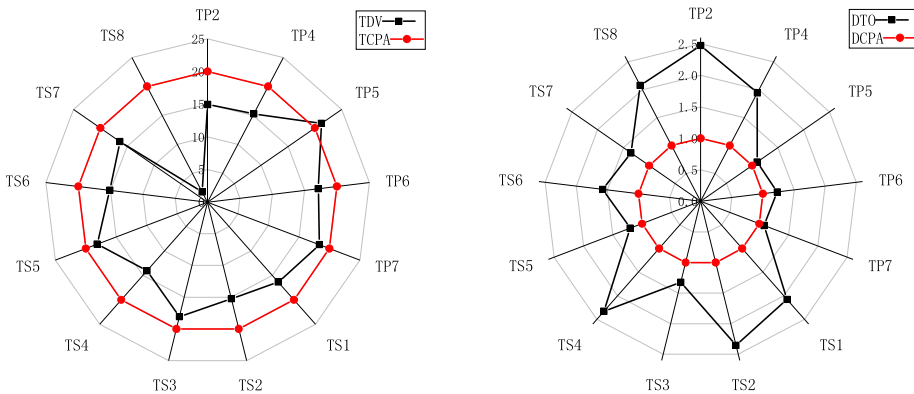 TP2
TP4
TP5
TP6
TP7
TS1
TS2
TS3
TS4
TS5
TS6
TS7
TS8
25
20
15
10
5
0
TDV
TCPA
TP2
TP4
TP5
TP6
TP7
TS1
TS2
TS3
TS4
TS5
TS6
TS7
TS8
2.5
2.0
1.5
1.0
0.5
0.0
DTO
DCPA